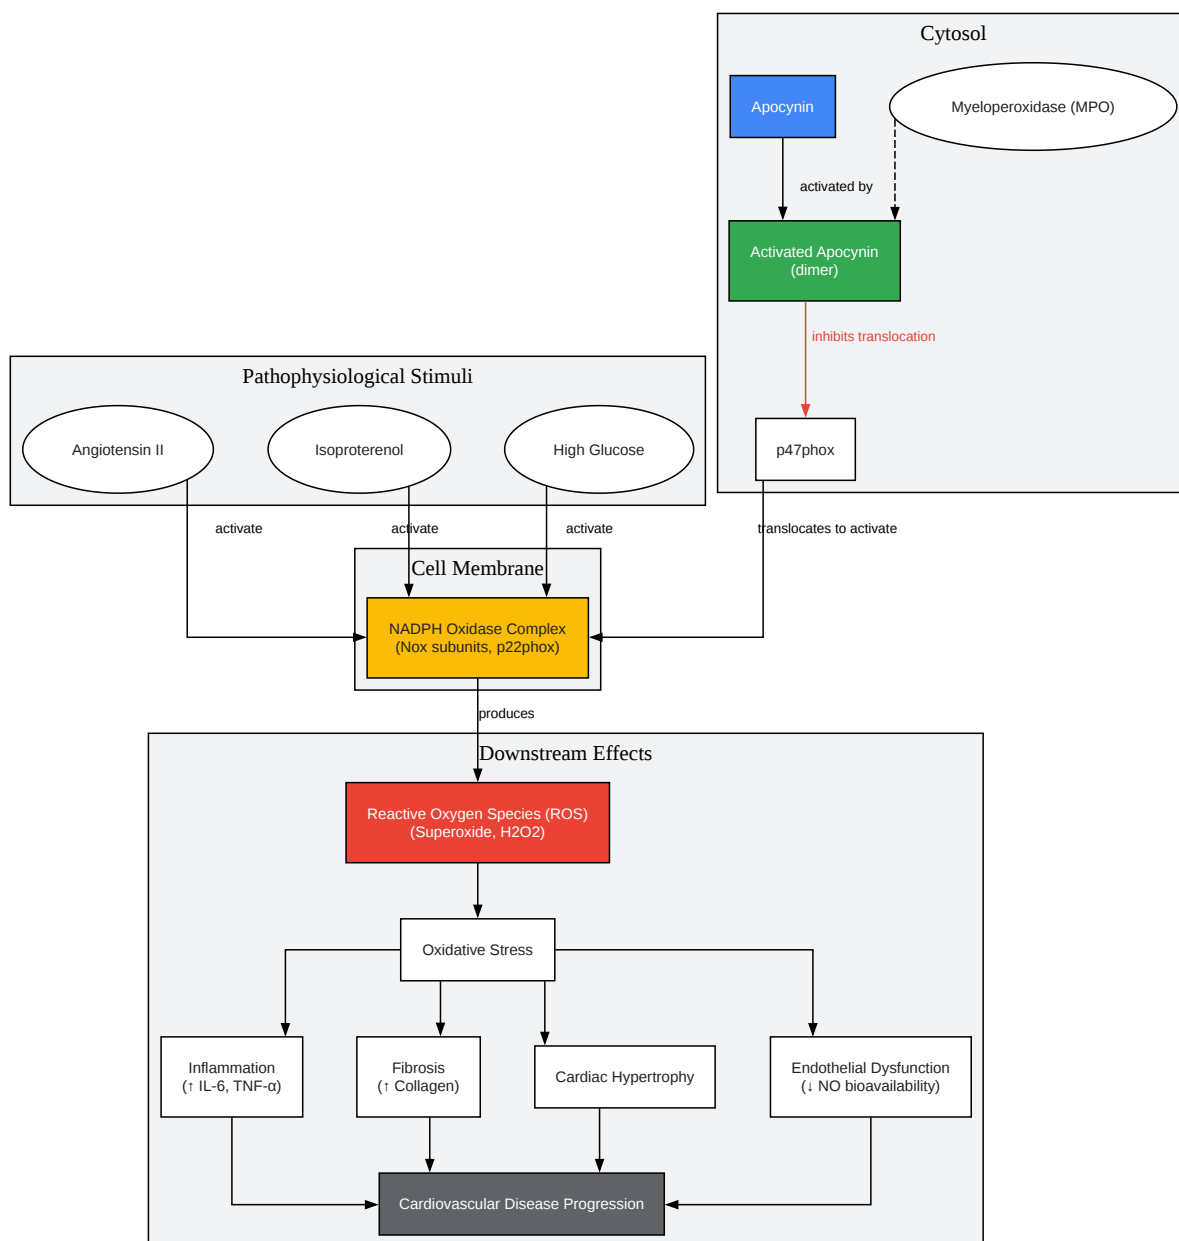 Cytosol
Apocynin
Myeloperoxidase (MPO)
activated by
Activated Apocynin
(dimer)
inhibits translocation
p47phox
translocates to activate
Pathophysiological Stimuli
Angiotensin II
Isoproterenol
High Glucose
activate
activate
activate
Cell Membrane
NADPH Oxidase Complex
(Nox subunits, p22phox)
produces
Downstream Effects
Reactive Oxygen Species (ROS)
(Superoxide, H2O2)
Oxidative Stress
Inflammation
(↑ IL-6, TNF-α)
Fibrosis
(↑ Collagen)
Cardiac Hypertrophy
Endothelial Dysfunction
(↓ NO bioavailability)
Cardiovascular Disease Progression